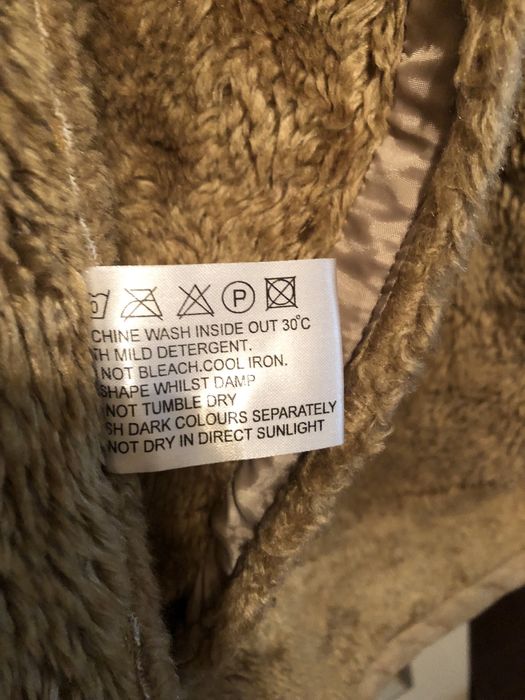 P
CHINE WASH INSIDE OUT 30°C
TH MILD DETERGENT.
NOT BLEACH.COOL IRON.
SHAPE WHILST DAMP
NOT TUMBLE DRY
SH DARK COLOURS SEPARATELY
NOT DRY IN DIRECT SUNLIGHT